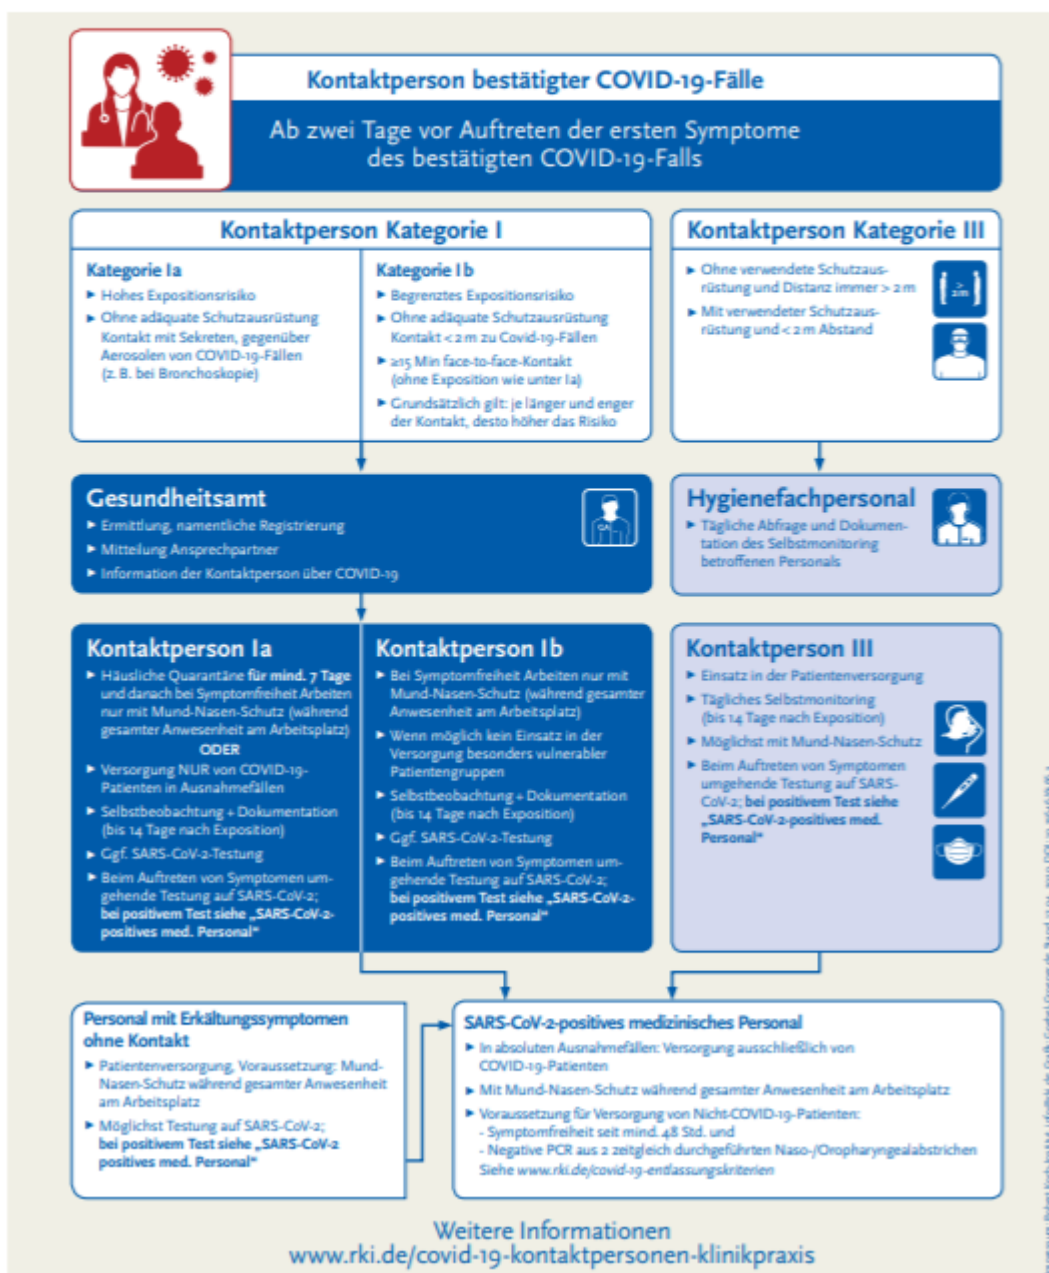 Kontaktperson bestätigter COVID-19-Fälle
Ab zwei Tage vor Auftreten der ersten Symptome
des bestätigten COVID-19-Falls
Kontaktperson Kategorie I
Kategorie Ia
▸ Hohes Expositionsrisiko
▸ Ohne adäquate Schutzausrüstung
Kontakt mit Sekreten, gegenüber
Aerosolen von COVID-19-Fällen
(z. B. bei Bronchoskopie)
Kategorie Ib
▸ Begrenztes Expositionsrisiko
▸ Ohne adäquate Schutzausrüstung
Kontakt < 2 m zu Covid-19-Fällen
▸ ≥15 Min face-to-face-Kontakt
(ohne Exposition wie unter Ia)
▸ Grundsätzlich gilt: je länger und enger
der Kontakt, desto höher das Risiko
Kontaktperson Kategorie III
▸ Ohne verwendete Schutzaus-
rüstung und Distanz immer > 2 m
▸ Mit verwendeter Schutzaus-
rüstung und < 2 m Abstand
>
2m
Gesundheitsamt
▸ Ermittlung, namentliche Registrierung
▸ Mitteilung Ansprechpartner
▸ Information der Kontaktperson über COVID-19
GA
Hygienefachpersonal
▸ Tägliche Abfrage und Dokumen-
tation des Selbstmonitoring
betroffenen Personals
Kontaktperson Ia
▸ Häusliche Quarantäne für mind. 7 Tage
und danach bei Symptomfreiheit Arbeiten
nur mit Mund-Nasen-Schutz (während
gesamter Anwesenheit am Arbeitsplatz)
ODER
▸ Versorgung NUR von COVID-19-
Patienten in Ausnahmefällen
▸ Selbstbeobachtung + Dokumentation
(bis 14 Tage nach Exposition)
▸ Ggf. SARS-CoV-2-Testung
▸ Beim Auftreten von Symptomen um-
gehende Testung auf SARS-CoV-2;
bei positivem Test siehe „SARS-CoV-2-
positives med. Personal“
Kontaktperson Ib
▸ Bei Symptomfreiheit Arbeiten nur mit
Mund-Nasen-Schutz (während gesamter
Anwesenheit am Arbeitsplatz)
▸ Wenn möglich kein Einsatz in der
Versorgung besonders vulnerabler
Patientengruppen
▸ Selbstbeobachtung + Dokumentation
(bis 14 Tage nach Exposition)
▸ Ggf. SARS-CoV-2-Testung
▸ Beim Auftreten von Symptomen um-
gehende Testung auf SARS-CoV-2;
bei positivem Test siehe „SARS-CoV-2-
positives med. Personal“
Kontaktperson III
▸ Einsatz in der Patientenversorgung
▸ Tägliches Selbstmonitoring
(bis 14 Tage nach Exposition)
▸ Möglichst mit Mund-Nasen-Schutz
▸ Beim Auftreten von Symptomen
umgehende Testung auf SARS-
CoV-2; bei positivem Test siehe
„SARS-CoV-2-positives med.
Personal“
Personal mit Erkältungssymptomen
ohne Kontakt
▸ Patientenversorgung, Voraussetzung: Mund-
Nasen-Schutz während gesamter Anwesenheit
am Arbeitsplatz
▸ Möglichst Testung auf SARS-CoV-2;
bei positivem Test siehe „SARS-CoV-2
positives med. Personal“
SARS-CoV-2-positives medizinisches Personal
▸ In absoluten Ausnahmefällen: Versorgung ausschließlich von
COVID-19-Patienten
▸ Mit Mund-Nasen-Schutz während gesamter Anwesenheit am Arbeitsplatz
▸ Voraussetzung für Versorgung von Nicht-COVID-19-Patienten:
- Symptomfreiheit seit mind. 48 Std. und
- Negative PCR aus 2 zeitgleich durchgeführten Naso-/Oropharyngealabstrichen
Siehe www.rki.de/covid-19-entlassungskriterien
Weitere Informationen
www.rki.de/covid-19-kontaktpersonen-klinikpraxis